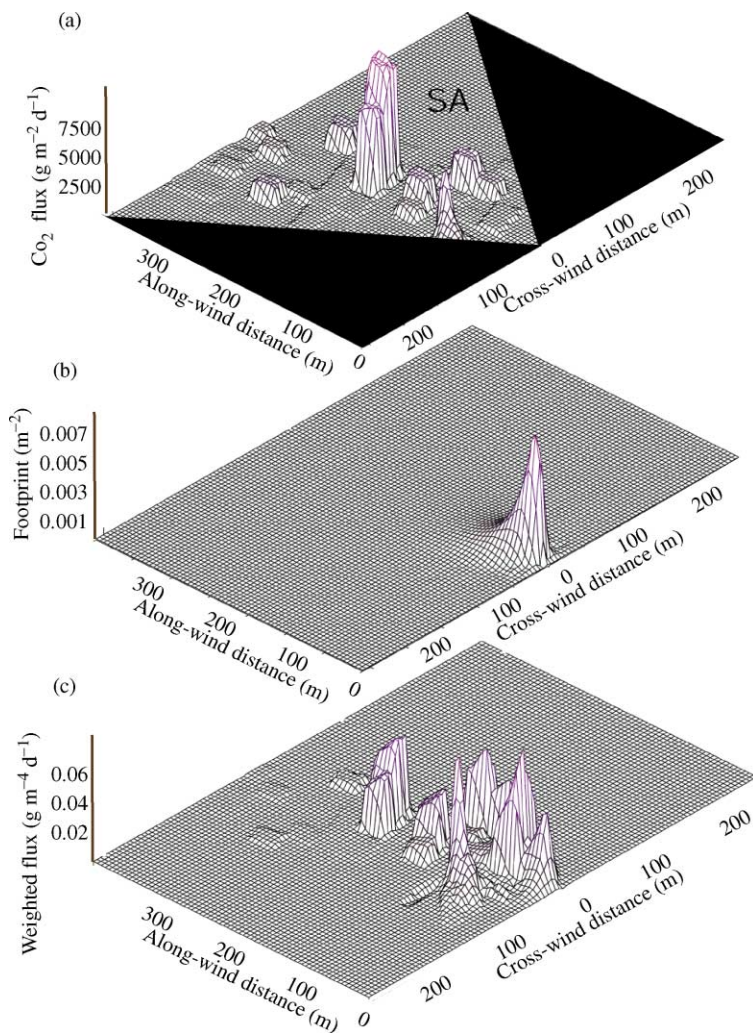 (a)
SA
Co₂ flux (g m⁻² d⁻¹)
7500
5000
2500
300
200
100
0
Along-wind distance (m)
200
100
0
100
200
Cross-wind distance (m)
(b)
Footprint (m⁻²)
0.007
0.005
0.003
0.001
300
200
100
0
Along-wind distance (m)
200
100
0
100
200
Cross-wind distance (m)
(c)
Weighted flux (g m⁻⁴ d⁻¹)
0.06
0.04
0.02
300
200
100
0
Along-wind distance (m)
200
100
0
100
200
Cross-wind distance (m)